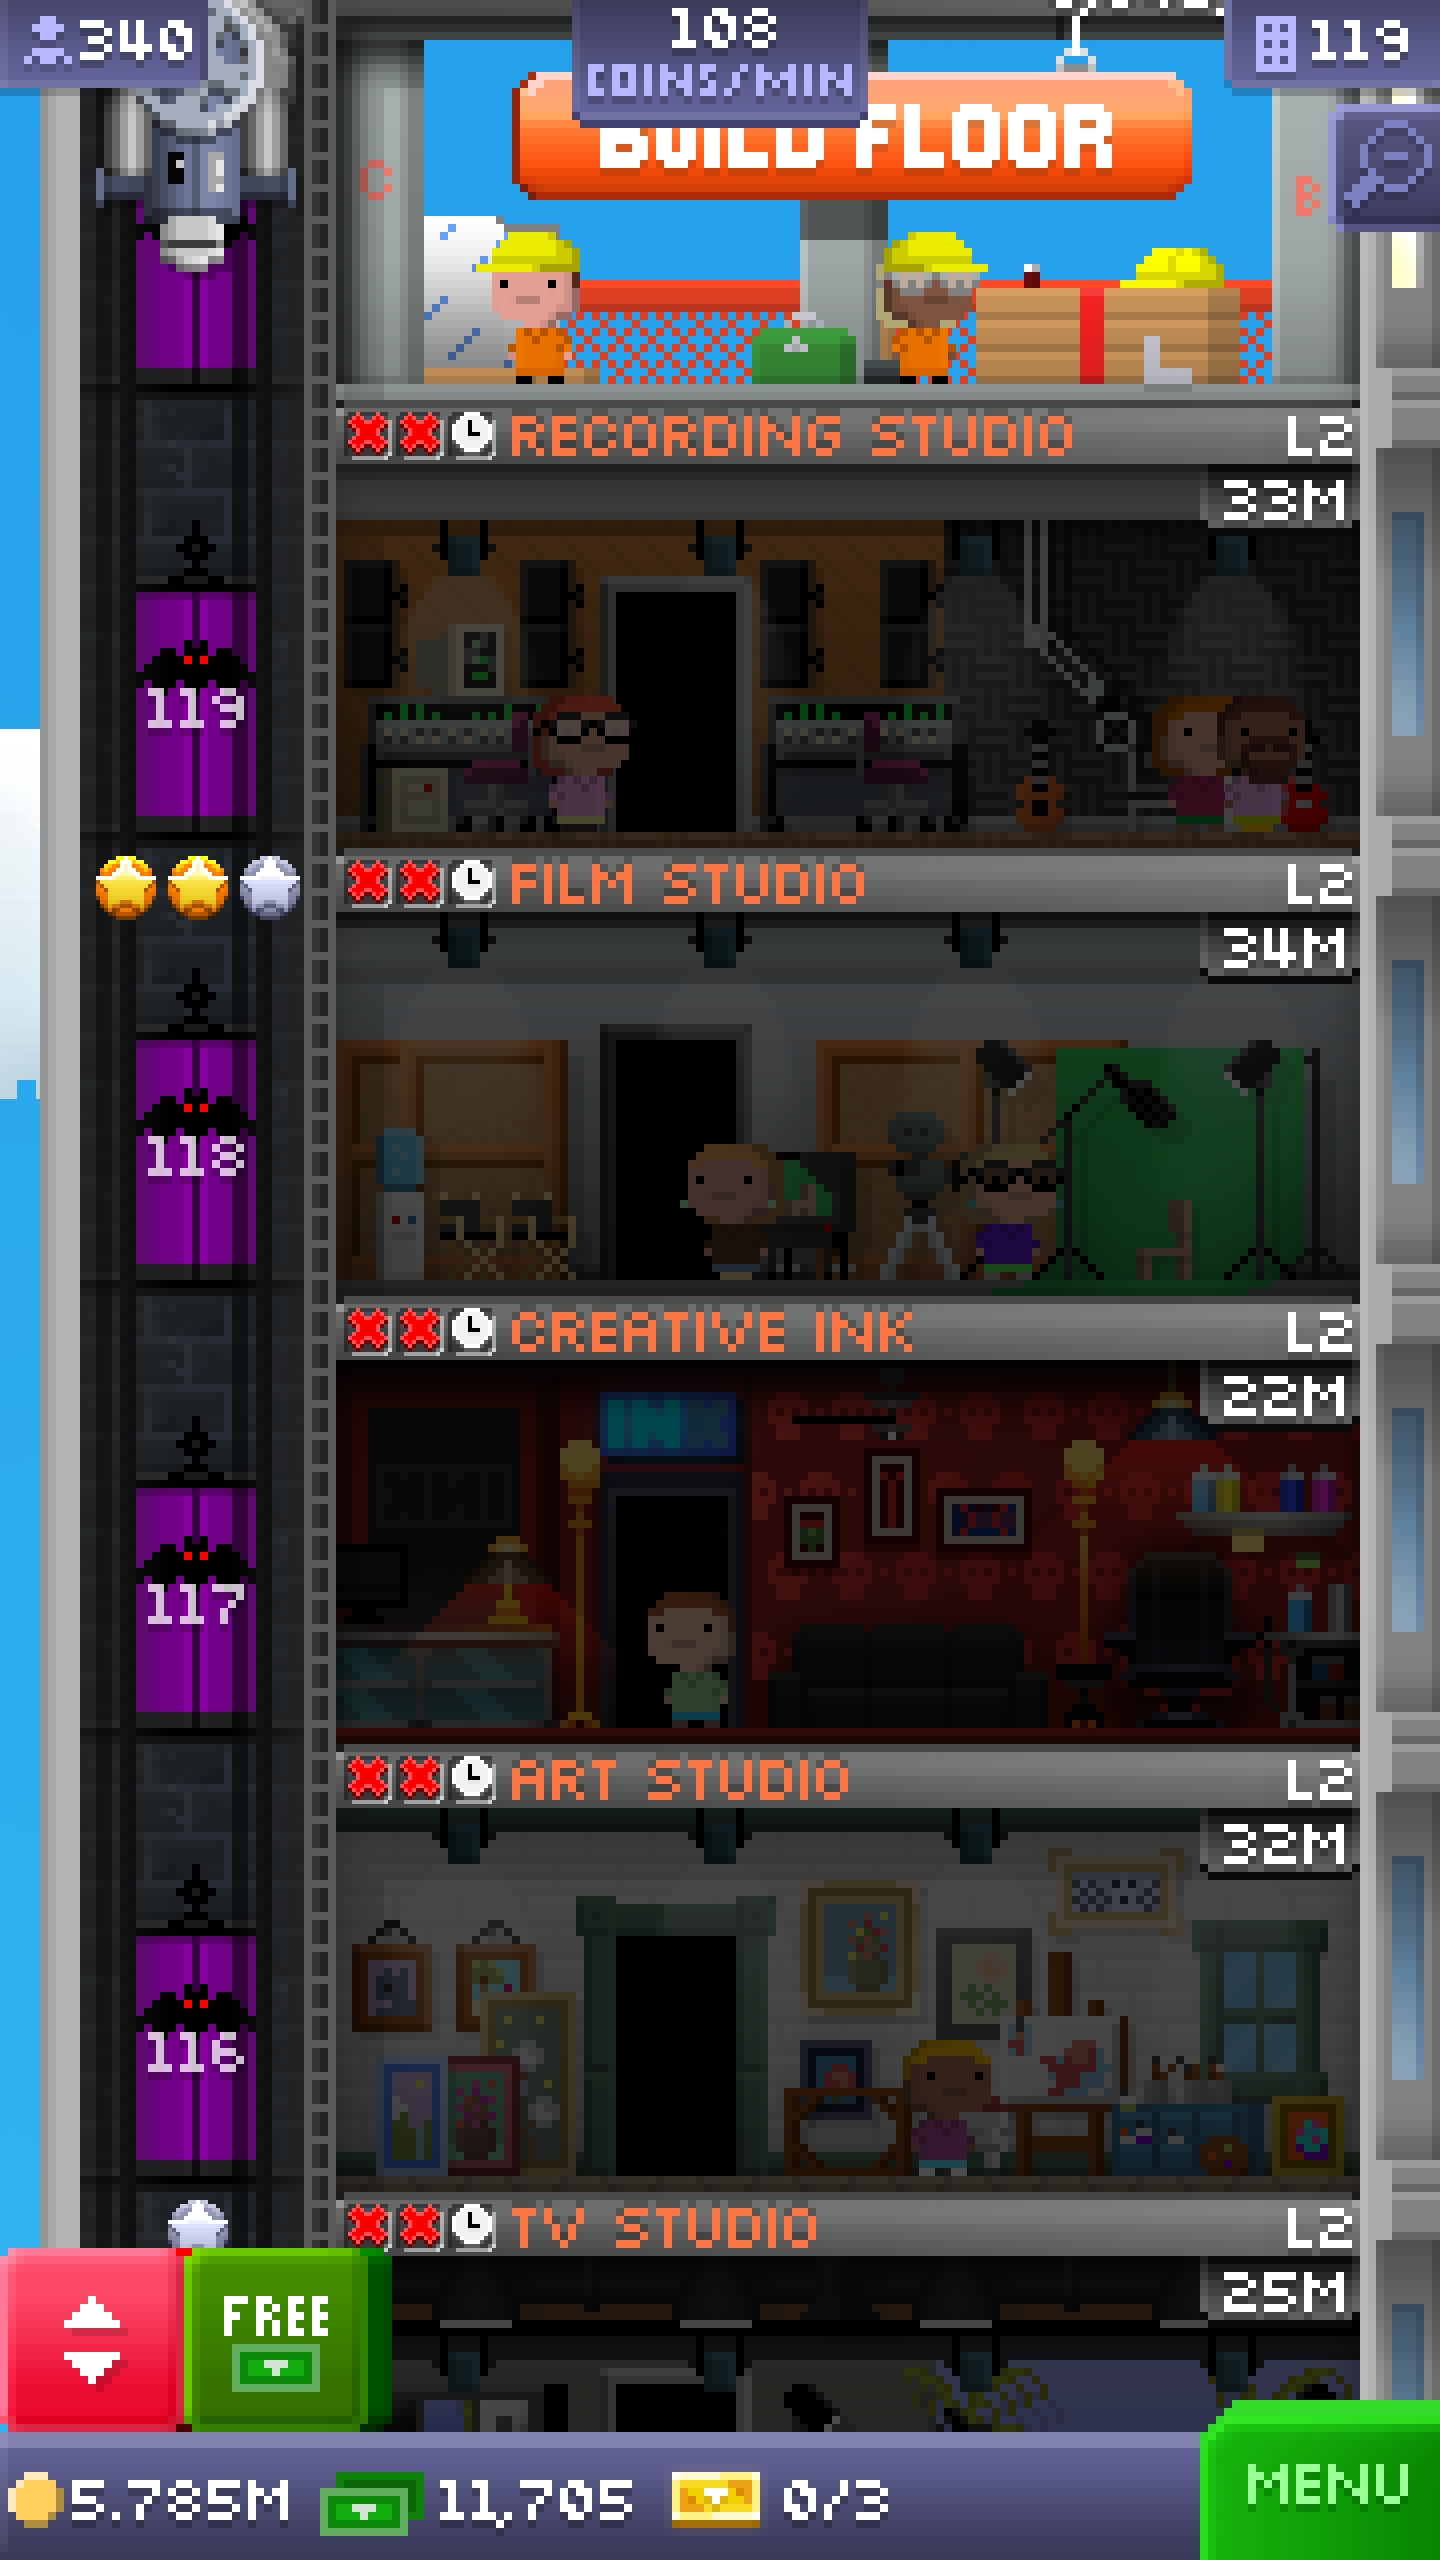 340
108
COINS/MIN
119
BUILD FLOOR
C
B
L
RECORDING STUDIO L2
33M
119
FILM STUDIO L2
34M
118
CREATIVE INK L2
22M
INK
117
ART STUDIO L2
32M
116
TV STUDIO L2
25M
FREE
5.785M 11,705 0/3
MENU